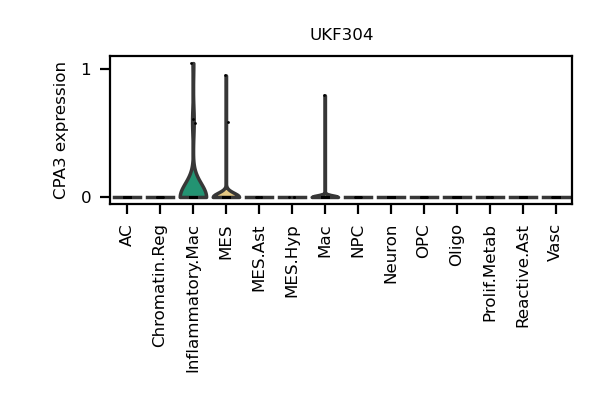 UKF304
CPA3 expression
1
0
AC
Chromatin.Reg
Inflammatory.Mac
MES
MES.Ast
MES.Hyp
Mac
NPC
Neuron
OPC
Oligo
Prolif.Metab
Reactive.Ast
Vasc